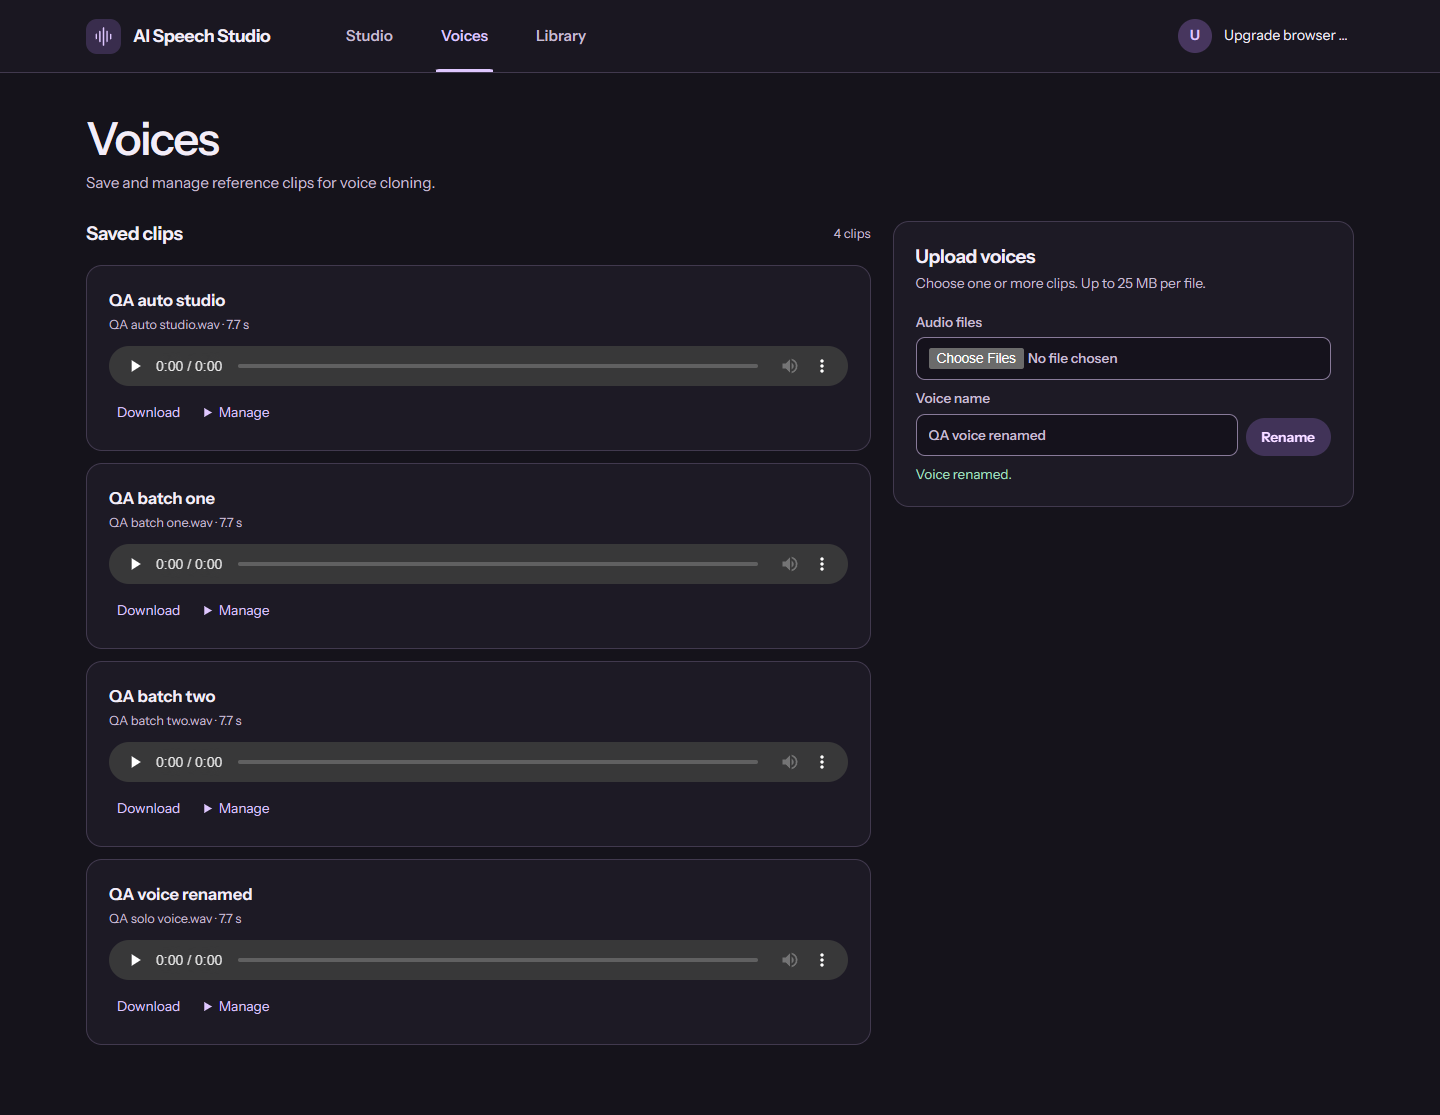 AI Speech Studio
Studio
Voices
Library
U
Upgrade browser ...
Voices
Save and manage reference clips for voice cloning.
Saved clips
4 clips
QA auto studio
QA auto studio.wav · 7.7 s
0:00 / 0:00
Download
Manage
QA batch one
QA batch one.wav · 7.7 s
0:00 / 0:00
Download
Manage
QA batch two
QA batch two.wav · 7.7 s
0:00 / 0:00
Download
Manage
QA voice renamed
QA solo voice.wav · 7.7 s
0:00 / 0:00
Download
Manage
Upload voices
Choose one or more clips. Up to 25 MB per file.
Audio files
Choose Files No file chosen
Voice name
QA voice renamed
Rename
Voice renamed.